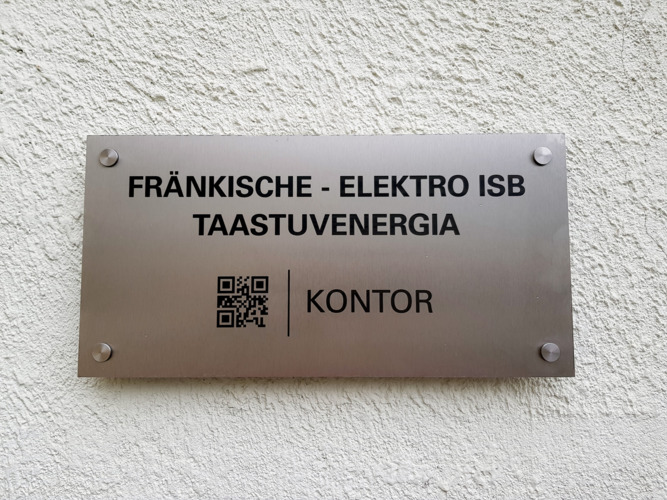 FRÄNKISCHE - ELEKTRO ISB
TAASTUVENERGIA
KONTOR